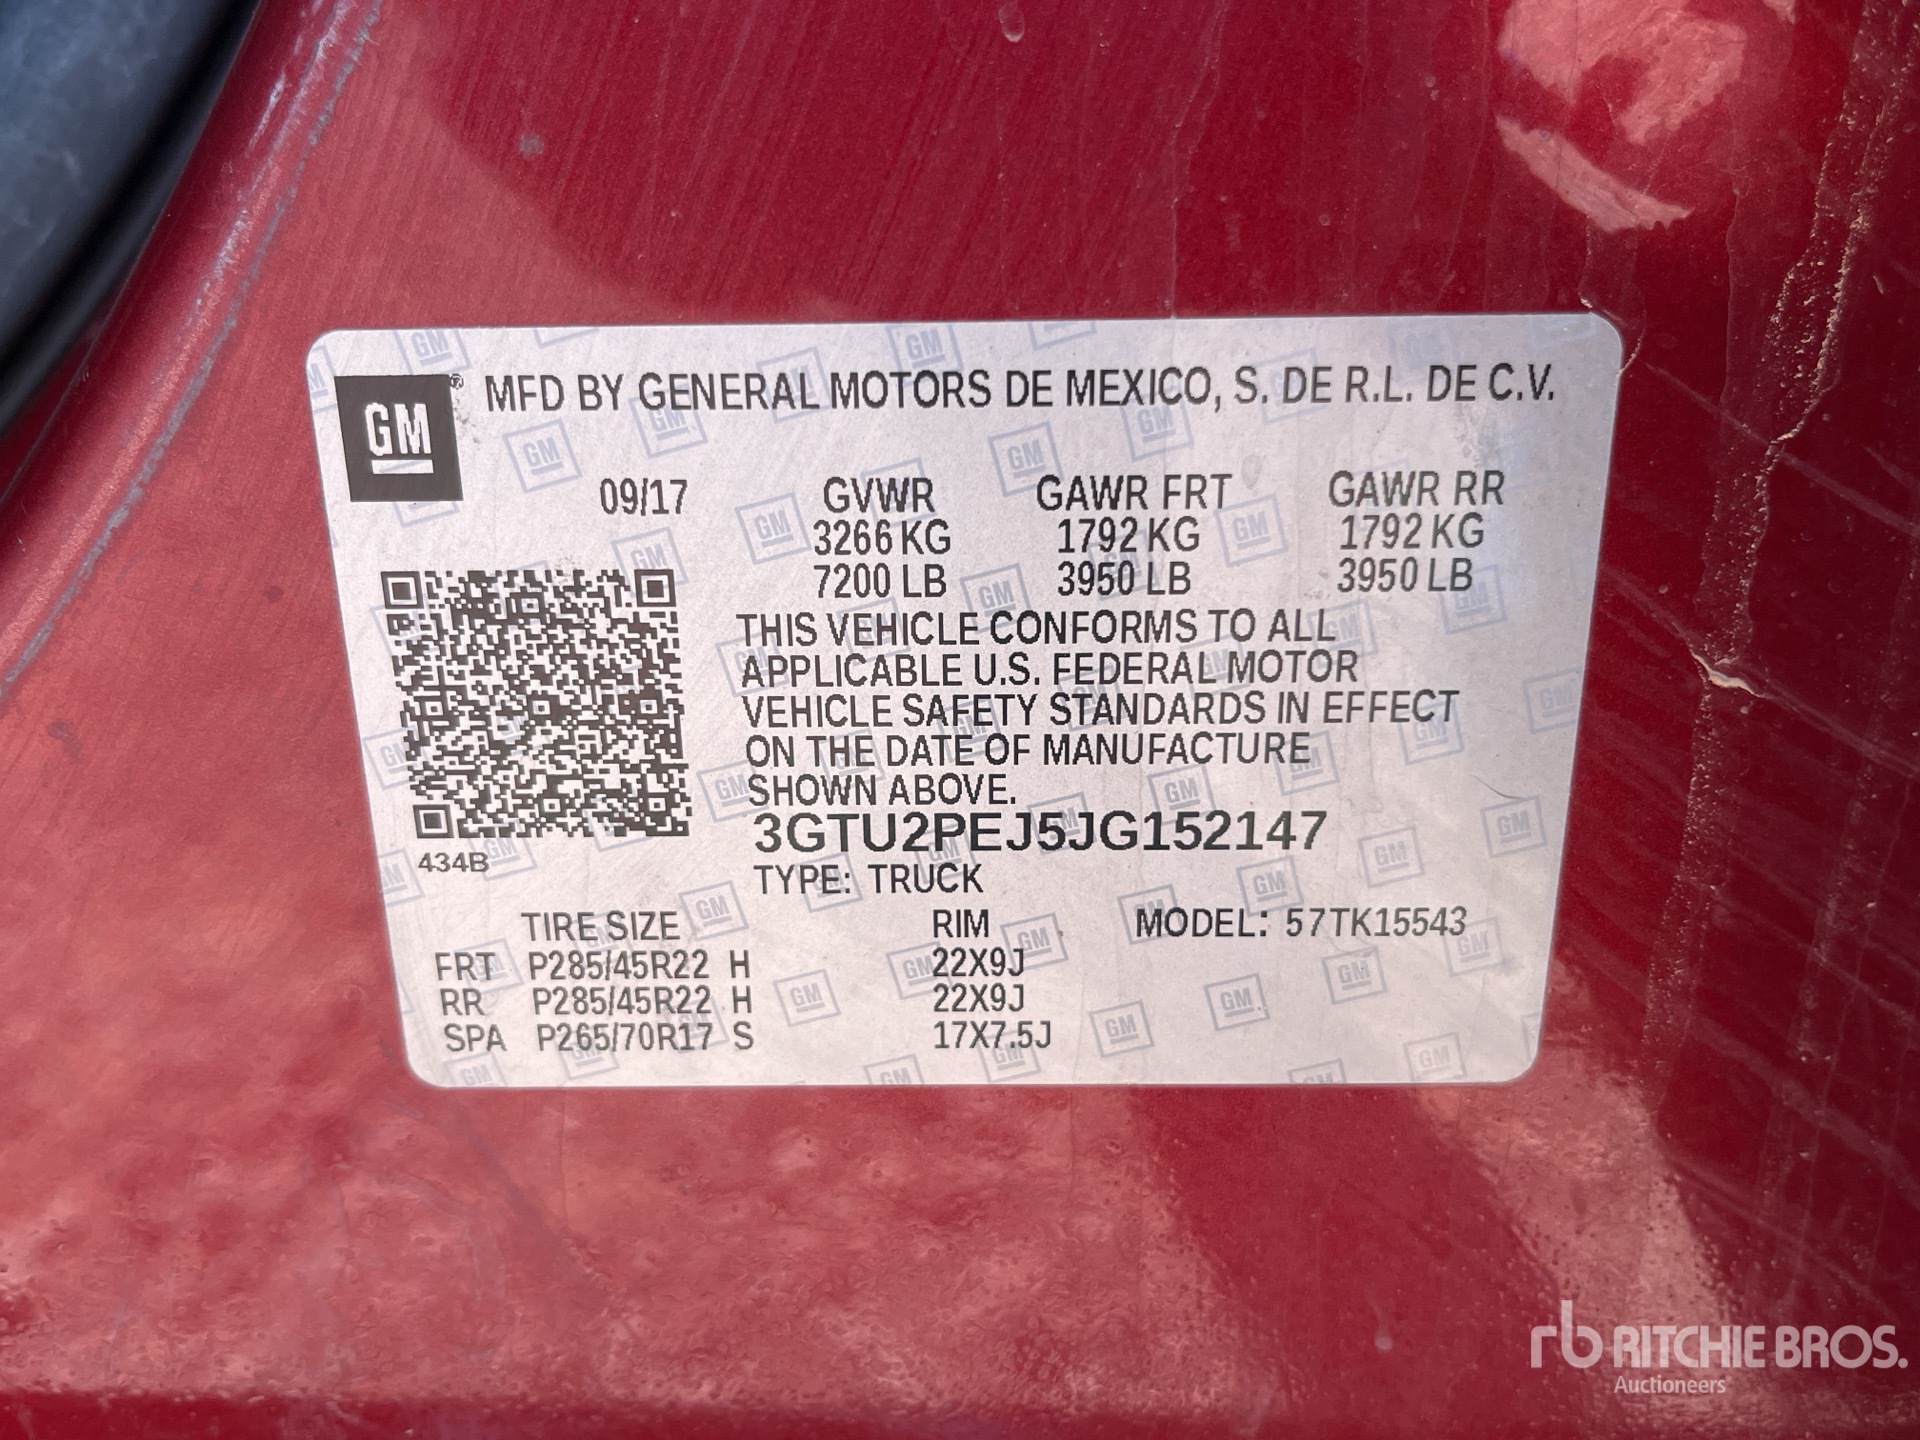 GM® MFD BY GENERAL MOTORS DE MEXICO, S. DE R.L. DE C.V.
09/17 GVWR GAWR FRT GAWR RR
3266 KG 1792 KG 1792 KG
7200 LB 3950 LB 3950 LB
THIS VEHICLE CONFORMS TO ALL
APPLICABLE U.S. FEDERAL MOTOR
VEHICLE SAFETY STANDARDS IN EFFECT
ON THE DATE OF MANUFACTURE
SHOWN ABOVE.
3GTU2PEJ5JG152147
434B
TYPE: TRUCK
TIRE SIZE RIM MODEL: 57TK15543
FRT P285/45R22 H 22X9J
RR P285/45R22 H 22X9J
SPA P265/70R17 S 17X7.5J
rb RITCHIE BROS.
Auctioneers